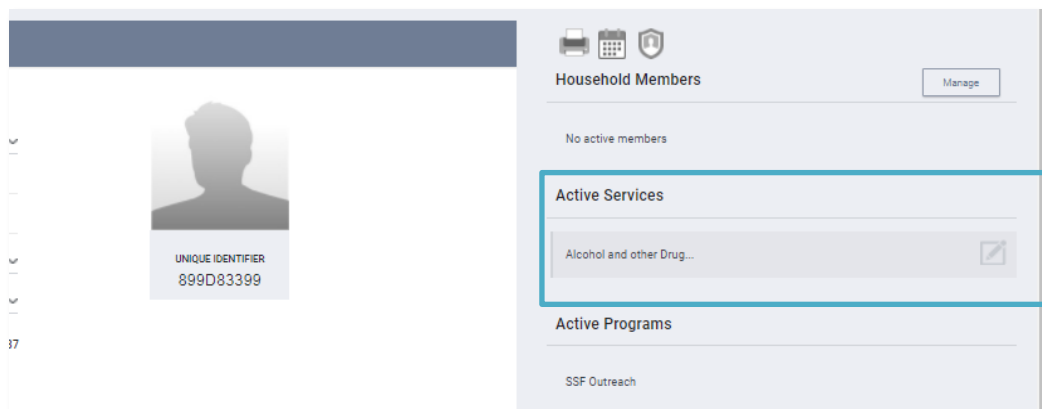 Household Members
Manage
No active members
Active Services
Alcohol and other Drug...
UNIQUE IDENTIFIER
899D83399
Active Programs
37
SSF Outreach